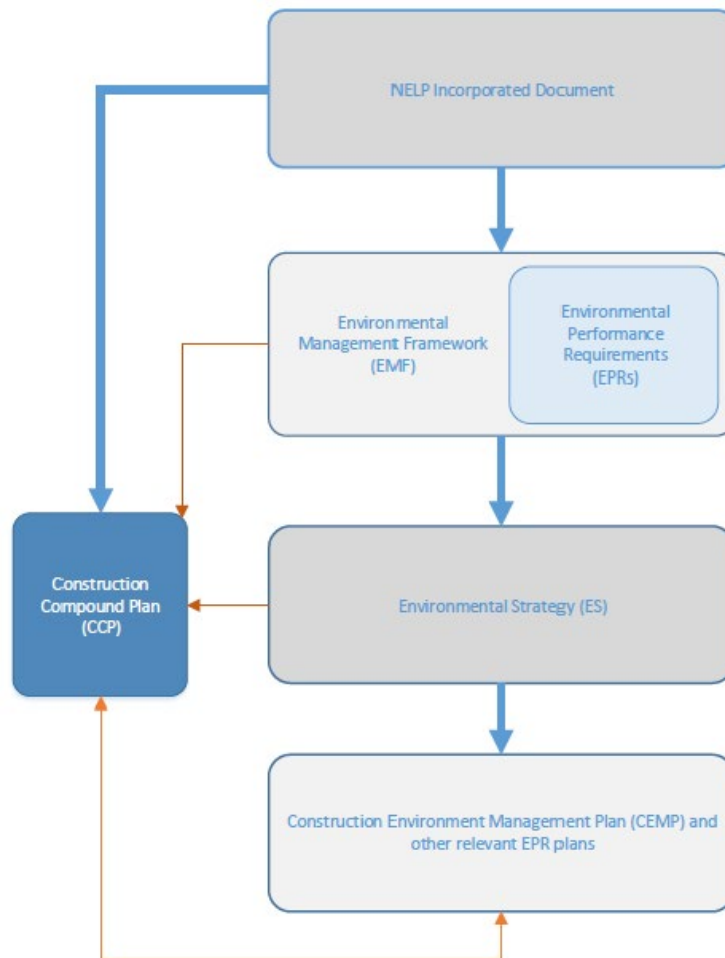 NELP Incorporated Document
Environmental
Management Framework
(EMF)
Environmental
Performance
Requirements
(EPRs)
Construction
Compound Plan
(CCP)
Environmental Strategy (ES)
Construction Environment Management Plan (CEMP) and
other relevant EPR plans